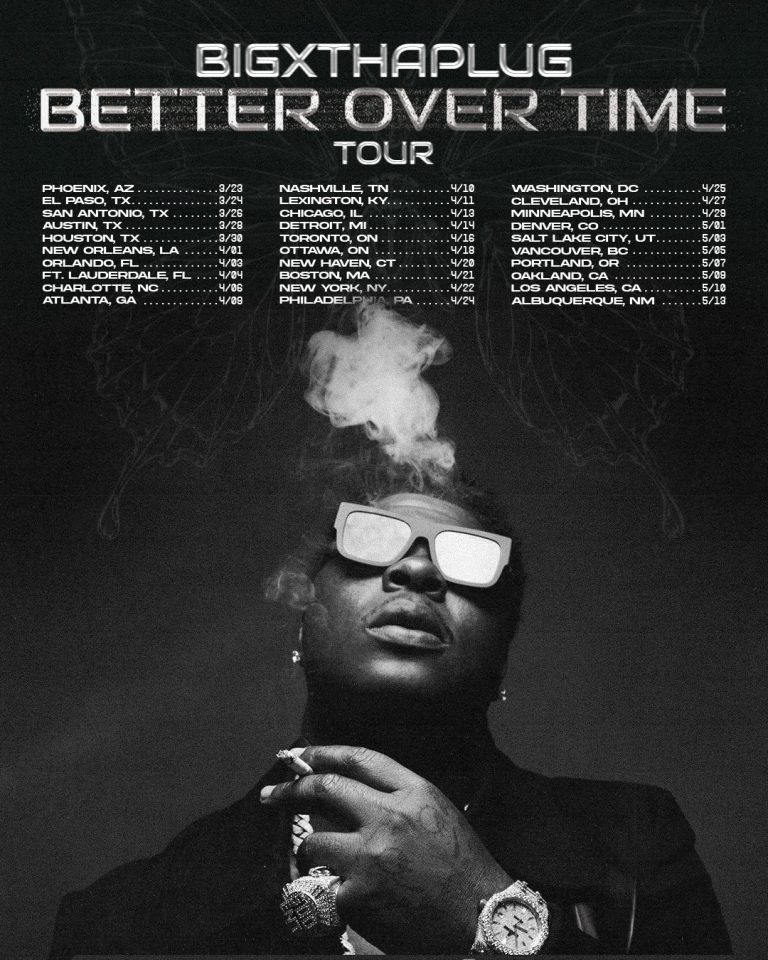 BIGXTHAPLUG
BETTER OVER TIME
TOUR
PHOENIX, AZ 3/23
EL PASO, TX 3/24
SAN ANTONIO, TX 3/26
AUSTIN, TX 3/28
HOUSTON, TX 3/30
NEW ORLEANS, LA 4/01
ORLANDO, FL 4/03
FT. LAUDERDALE, FL 4/04
CHARLOTTE, NC 4/06
ATLANTA, GA 4/09
NASHVILLE, TN 4/10
LEXINGTON, KY 4/11
CHICAGO, IL 4/13
DETROIT, MI 4/14
TORONTO, ON 4/16
OTTAWA, ON 4/18
NEW HAVEN, CT 4/20
BOSTON, MA 4/21
NEW YORK, NY 4/22
PHILADELPHIA, PA 4/24
WASHINGTON, DC 4/25
CLEVELAND, OH 4/27
MINNEAPOLIS, MN 4/28
DENVER, CO 5/01
SALT LAKE CITY, UT 5/03
VANCOUVER, BC 5/05
PORTLAND, OR 5/07
OAKLAND, CA 5/09
LOS ANGELES, CA 5/10
ALBUQUERQUE, NM 5/13